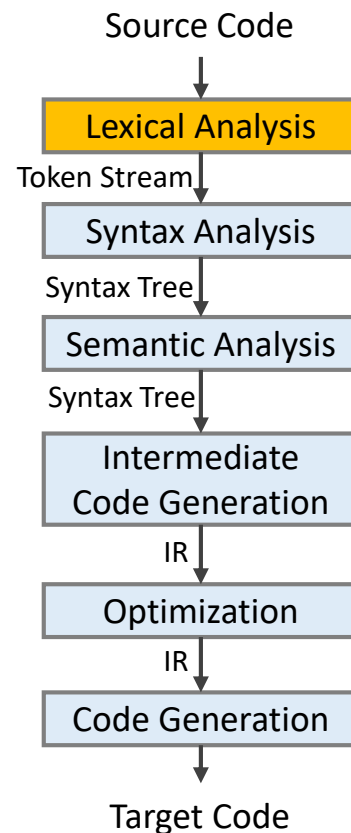 Source Code
Lexical Analysis
Token Stream
Syntax Analysis
Syntax Tree
Semantic Analysis
Syntax Tree
Intermediate
Code Generation
IR
Optimization
IR
Code Generation
Target Code